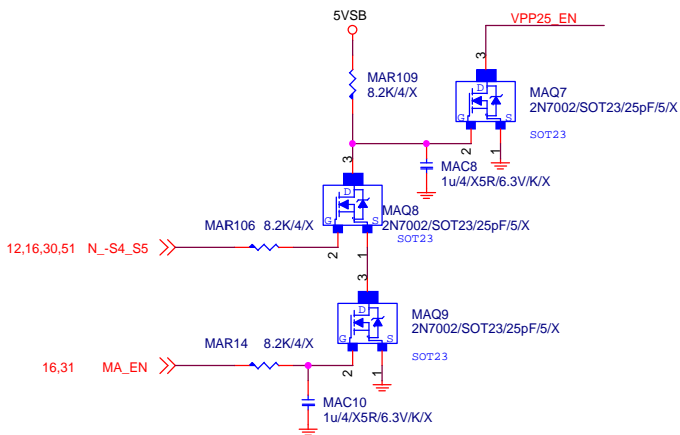 5VSB
VPP25_EN
3
MAR109
8.2K/4/X
D
G
S
MAQ7
2N7002/SOT23/25pF/5/X
SOT23
2
1
3
MAC8
1u/4/X5R/6.3V/K/X
D
G
S
MAQ8
2N7002/SOT23/25pF/5/X
SOT23
MAR106 8.2K/4/X
12,16,30,51 N_-S4_S5
2
1
3
D
G
S
MAQ9
2N7002/SOT23/25pF/5/X
SOT23
MAR14 8.2K/4/X
16,31 MA_EN
2
1
MAC10
1u/4/X5R/6.3V/K/X